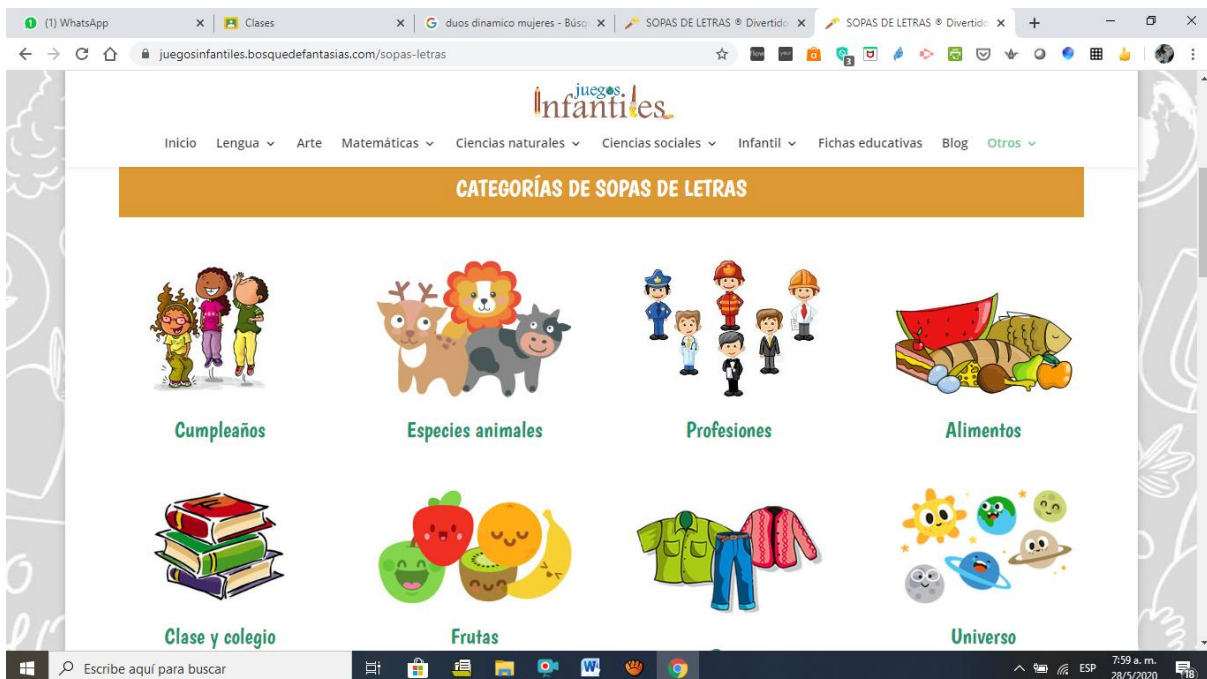 (1) WhatsApp
Clases
duos dinamico mujeres - Búsq
SOPAS DE LETRAS ® Divertido
SOPAS DE LETRAS ® Divertido
juegosinfantiles.bosquedefantasias.com/sopas-letras
juegos
infantiles
Inicio Lengua Arte Matemáticas Ciencias naturales Ciencias sociales Infantil Fichas educativas Blog Otros
CATEGORÍAS DE SOPAS DE LETRAS
Cumpleaños Especies animales Profesiones Alimentos
Clase y colegio Frutas Universo
Escribe aquí para buscar
ESP
7:59 a. m.
28/5/2020
18